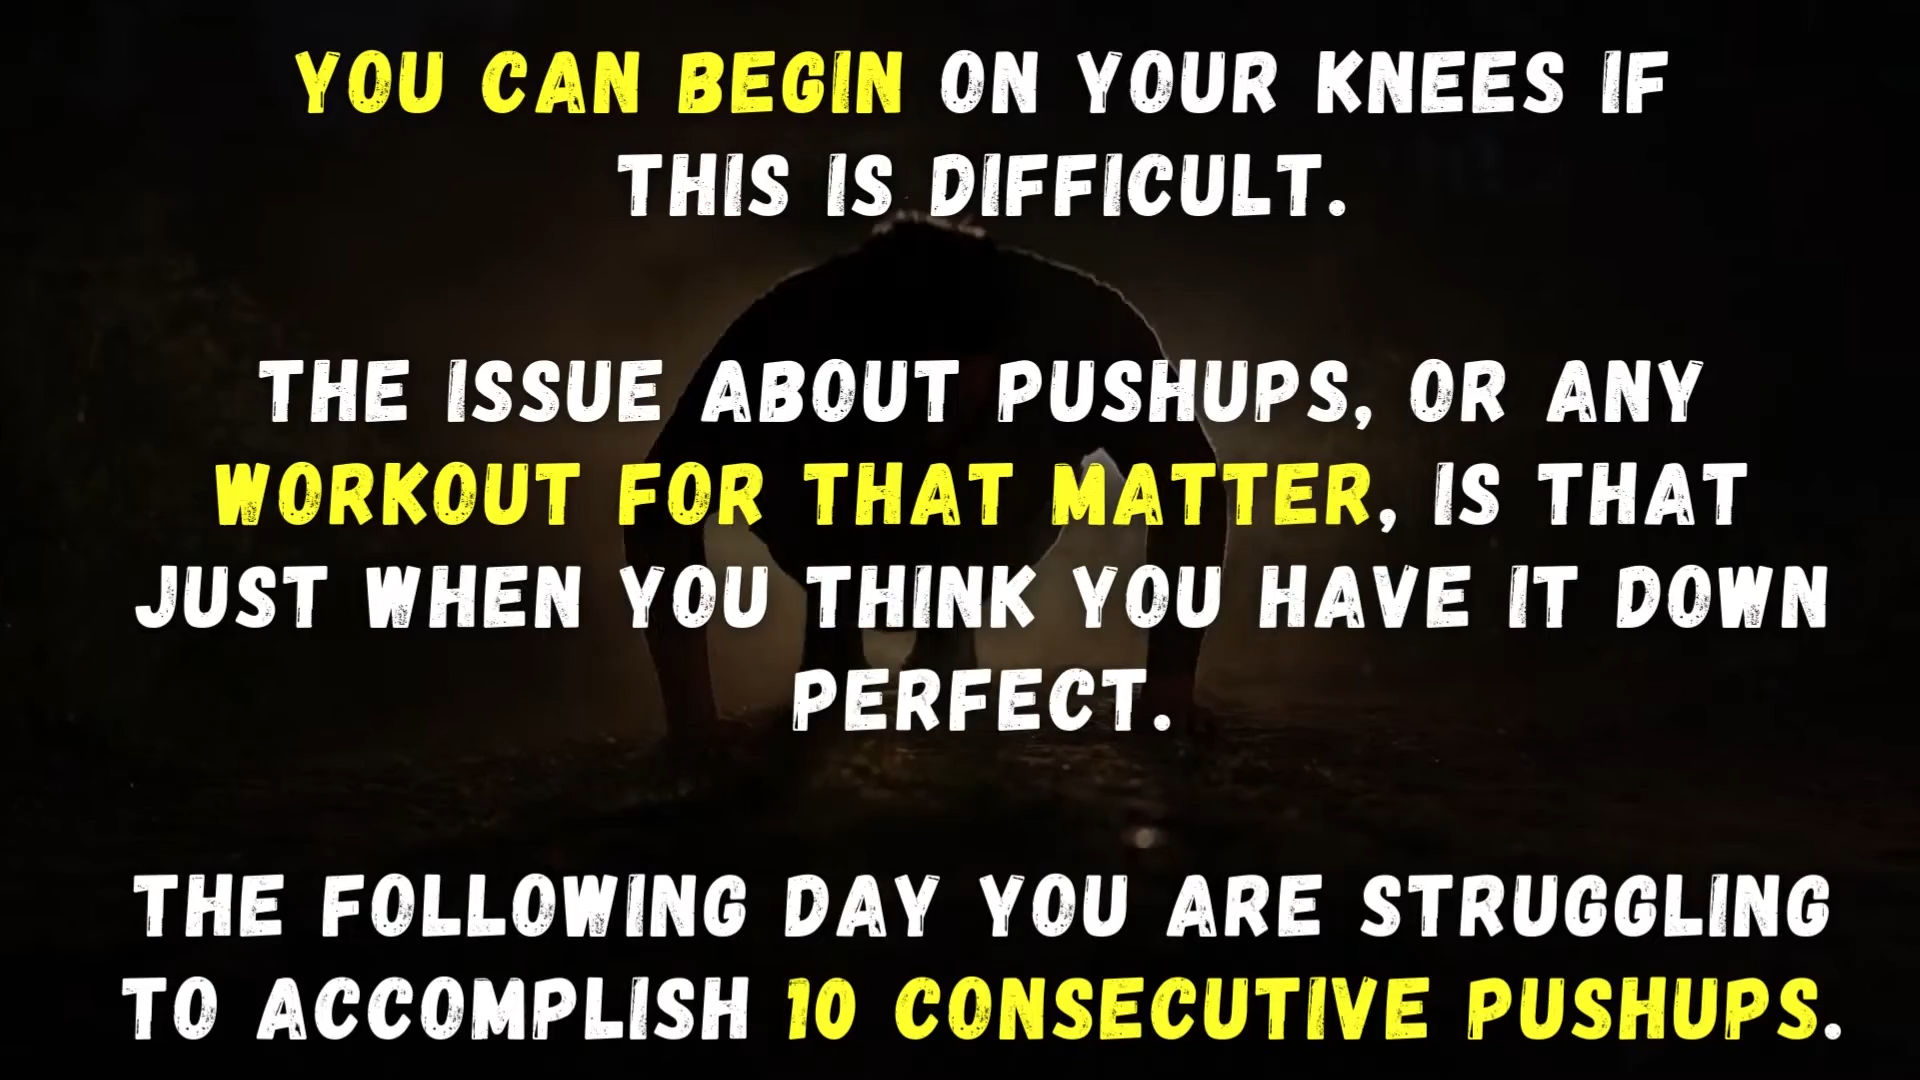 YOU CAN BEGIN ON YOUR KNEES IF
THIS IS DIFFICULT.
THE ISSUE ABOUT PUSHUPS, OR ANY
WORKOUT FOR THAT MATTER, IS THAT
JUST WHEN YOU THINK YOU HAVE IT DOWN
PERFECT.
THE FOLLOWING DAY YOU ARE STRUGGLING
TO ACCOMPLISH 10 CONSECUTIVE PUSHUPS.